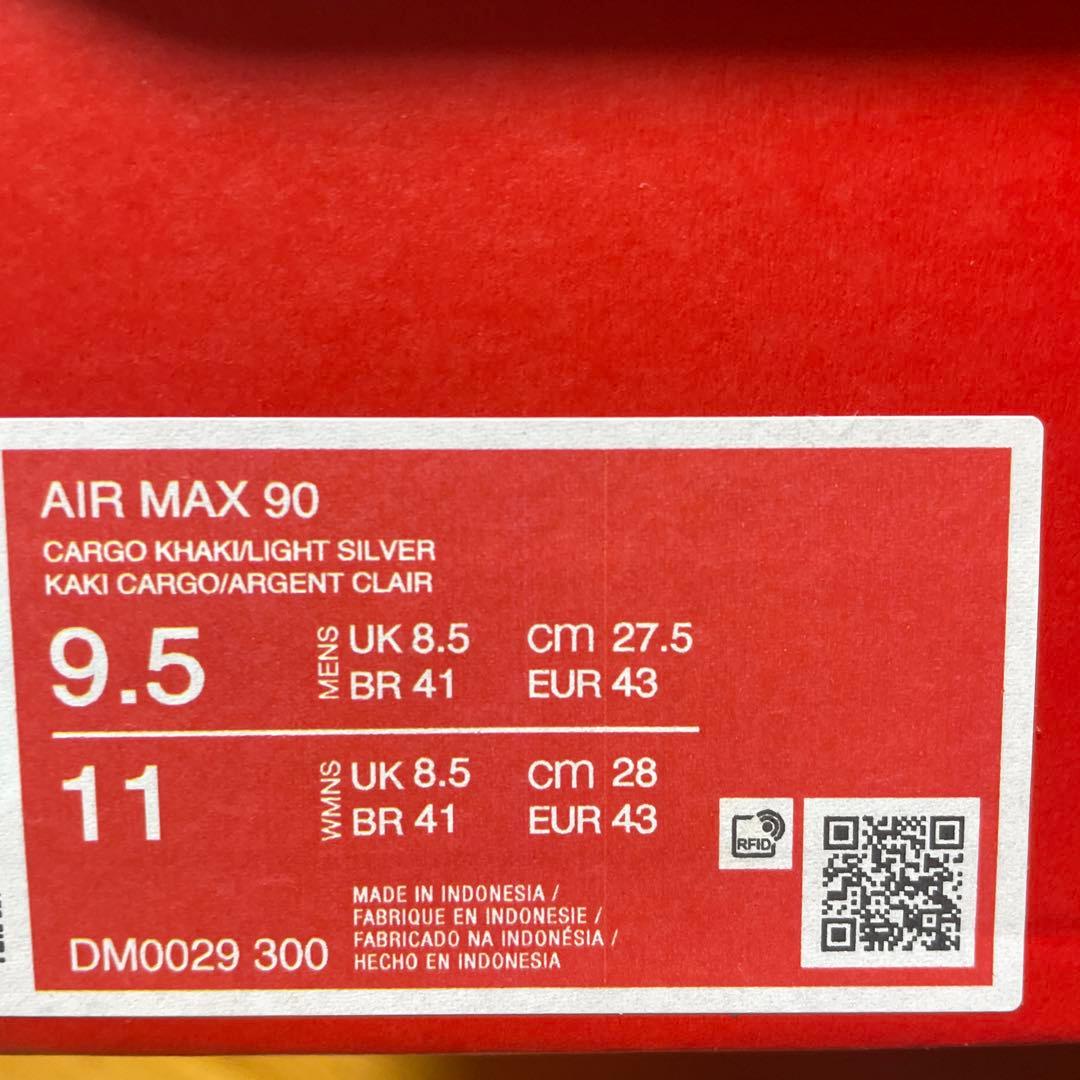 AIR MAX 90
CARGO KHAKI/LIGHT SILVER
KAKI CARGO/ARGENT CLAIR
9.5 MENS UK 8.5 cm 27.5
BR 41 EUR 43
11 WMNS UK 8.5 cm 28
BR 41 EUR 43
RFID
MADE IN INDONESIA /
FABRIQUE EN INDONESIE /
FABRICADO NA INDONÉSIA /
HECHO EN INDONESIA
DM0029 300